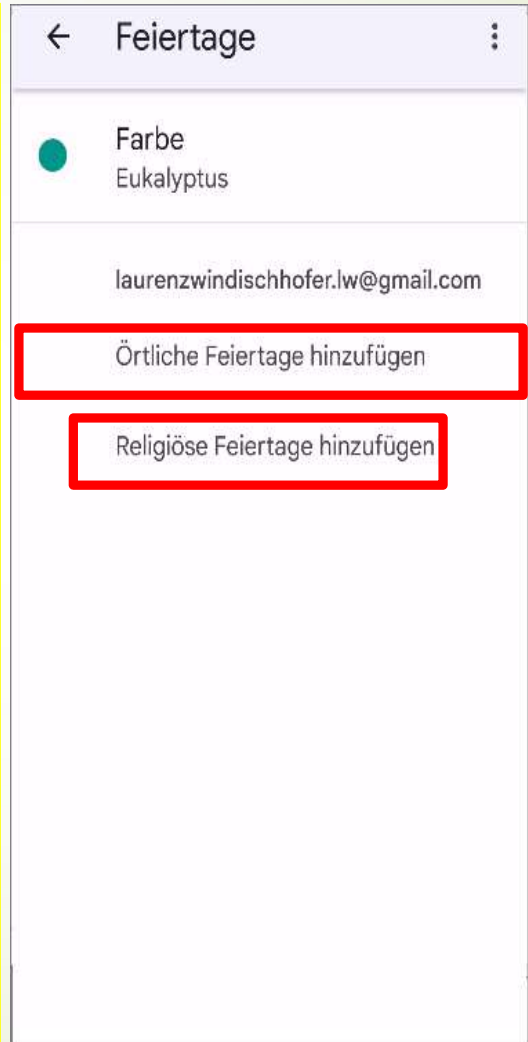 Feiertage
Farbe
Eukalyptus
laurenzwindischhofer.lw@gmail.com
Örtliche Feiertage hinzufügen
Religiöse Feiertage hinzufügen